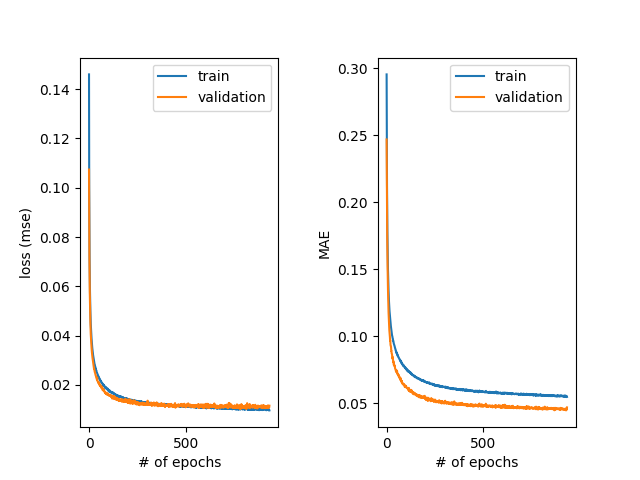 train
validation
0.14
0.12
0.10
0.08
0.06
0.04
0.02
loss (mse)
0
500
# of epochs
train
validation
0.30
0.25
0.20
0.15
0.10
0.05
MAE
0
500
# of epochs